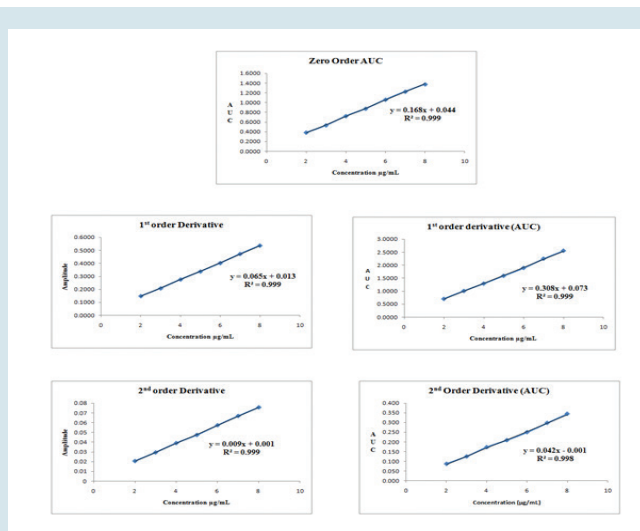 Zero Order AUC
1.6000
1.4000
1.2000
1.0000
0.8000
0.6000
0.4000
0.2000
0.0000
A
U
C
y = 0.168x + 0.044
R² = 0.999
0 2 4 6 8 10
Concentration µg/mL
1st order Derivative
0.6000
0.5000
0.4000
0.3000
0.2000
0.1000
0.0000
Amplitude
y = 0.065x + 0.013
R² = 0.999
0 2 4 6 8 10
Concentration µg/mL
1st order derivative (AUC)
3.0000
2.5000
2.0000
1.5000
1.0000
0.5000
0.0000
A
U
C
y = 0.308x + 0.073
R² = 0.999
0 2 4 6 8 10
Concentration µg/mL
2nd order Derivative
0.08
0.07
0.06
0.05
0.04
0.03
0.02
0.01
0
Amplitude
y = 0.009x + 0.001
R² = 0.999
0 2 4 6 8 10
Concentration µg/mL
2nd Order Derivative (AUC)
0.400
0.350
0.300
0.250
0.200
0.150
0.100
0.050
0.000
A
U
C
y = 0.042x - 0.001
R² = 0.998
0 2 4 6 8 10
Concentration (µg/mL)